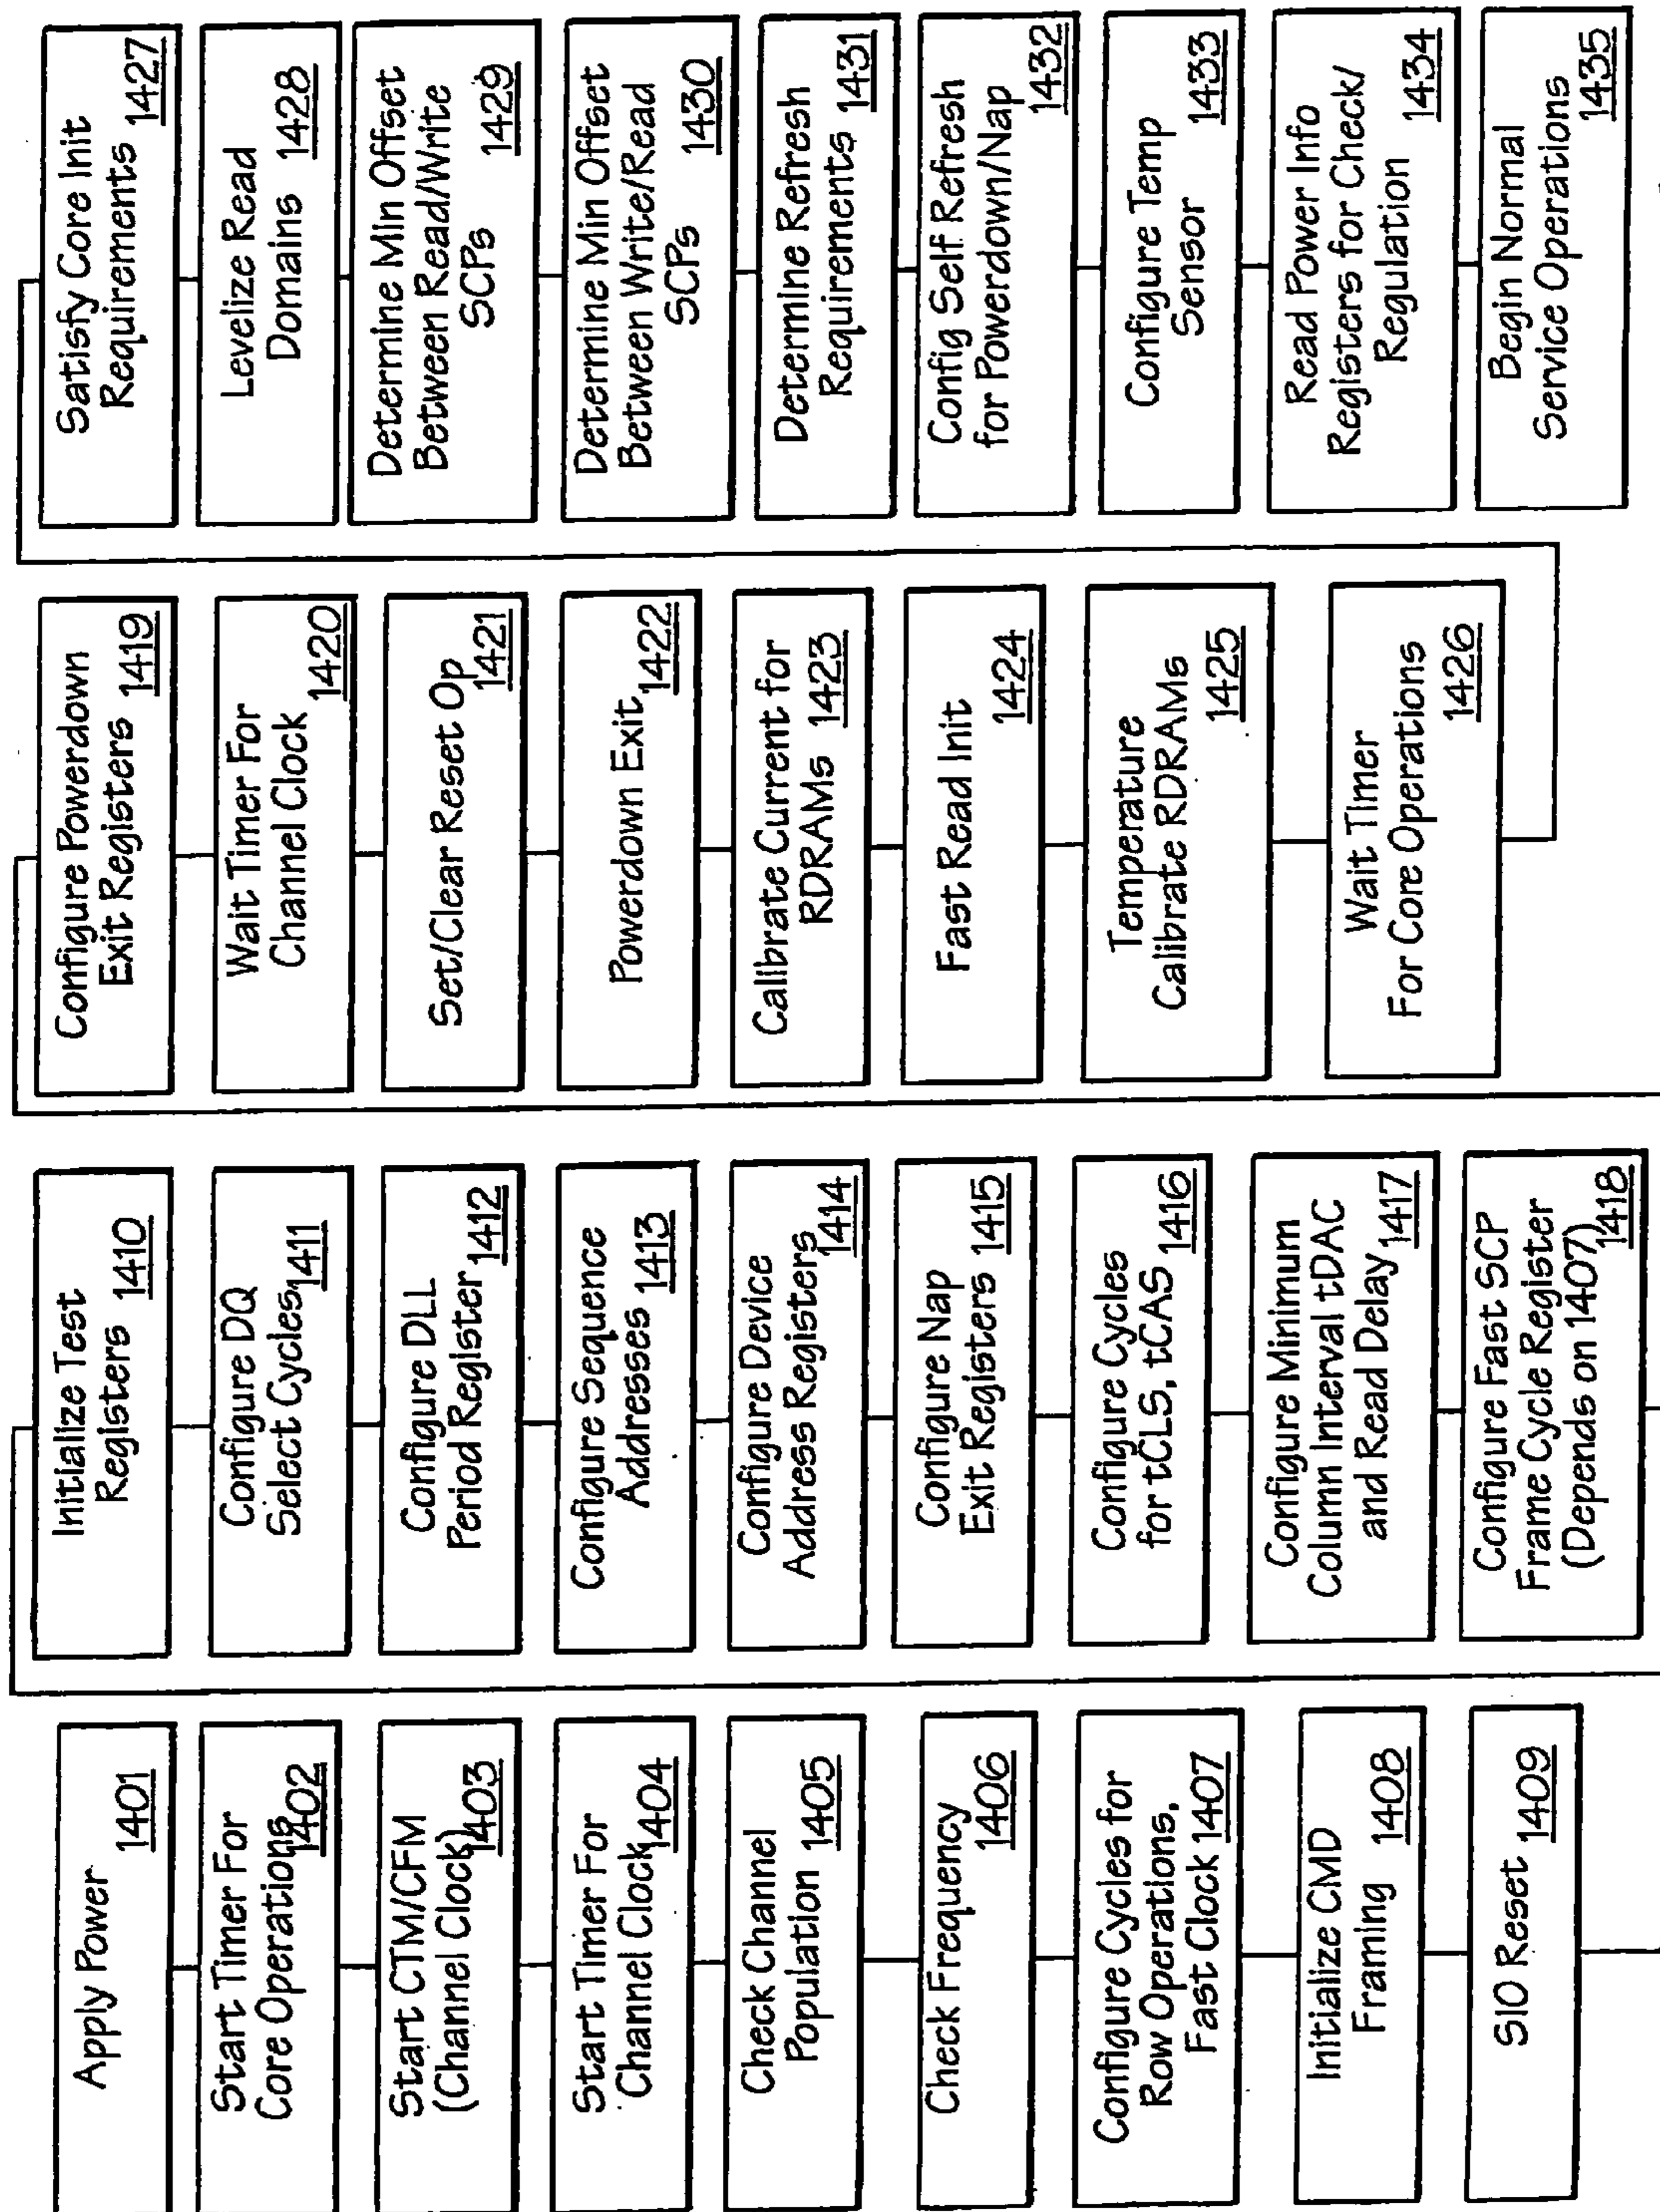 Apply Power 1401
Start Timer For
Core Operations 1402
Start CTM/CFM
(Channel Clock) 1403
Start Timer For
Channel Clock 1404
Check Channel
Population 1405
Check Frequency
1406
Configure Cycles for
Row Operations,
Fast Clock 1407
Initialize CMD
Framing 1408
SIO Reset 1409
Initialize Test
Registers 1410
Configure DQ
Select Cycles 1411
Configure DLL
Period Register 1412
Configure Sequence
Addresses 1413
Configure Device
Address Registers 1414
Configure Nap
Exit Registers 1415
Configure Cycles
for tCLS, tCAS 1416
Configure Minimum
Column Interval tDAC
and Read Delay 1417
Configure Fast SCP
Frame Cycle Register
(Depends on 1407) 1418
Configure Powerdown
Exit Registers 1419
Wait Timer For
Channel Clock 1420
Set/Clear Reset Op
1421
Powerdown Exit 1422
Calibrate Current for
RDRAMs 1423
Fast Read Init
1424
Temperature
Calibrate RDRAMs
1425
Wait Timer
For Core Operations
1426
Satisfy Core Init
Requirements 1427
Levelize Read
Domains 1428
Determine Min Offset
Between Read/Write
SCPs 1429
Determine Min Offset
Between Write/Read
SCPs 1430
Determine Refresh
Requirements 1431
Config Self Refresh
for Powerdown/Nap
1432
Configure Temp
Sensor 1433
Read Power Info
Registers for Check/
Regulation 1434
Begin Normal
Service Operations
1435